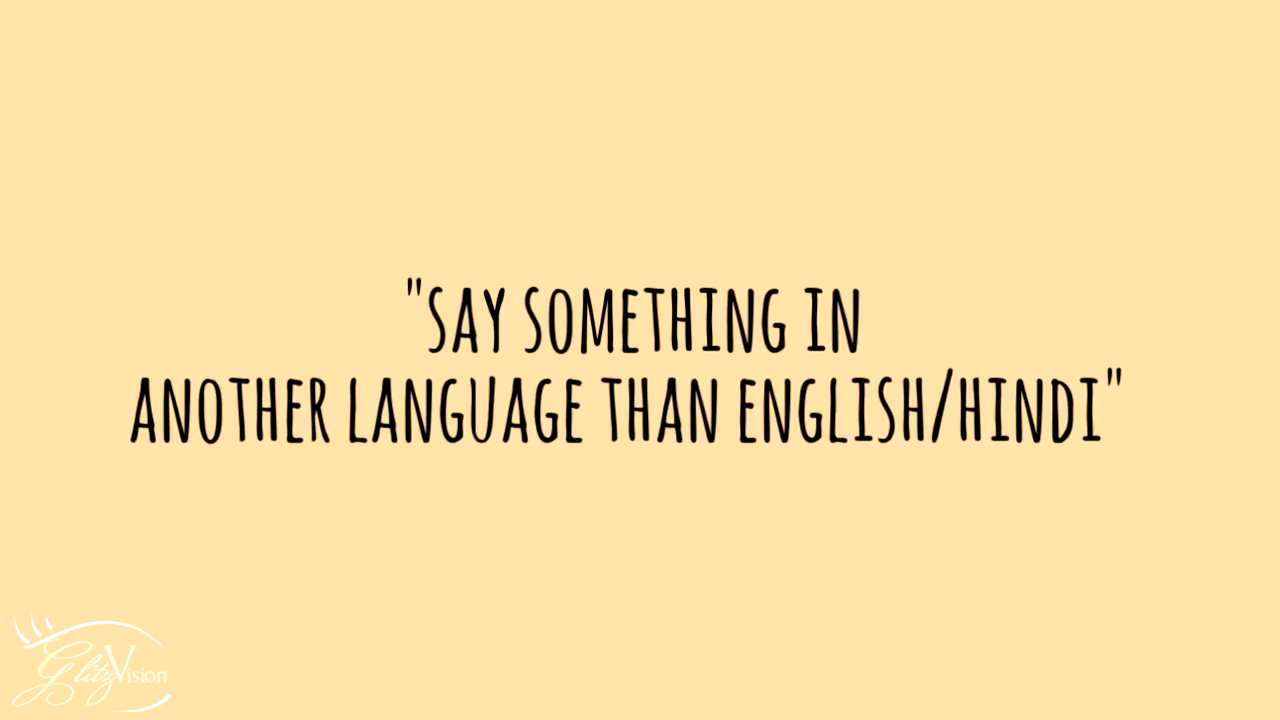 "SAY SOMETHING IN
ANOTHER LANGUAGE THAN ENGLISH/HINDI"
GlitzVision